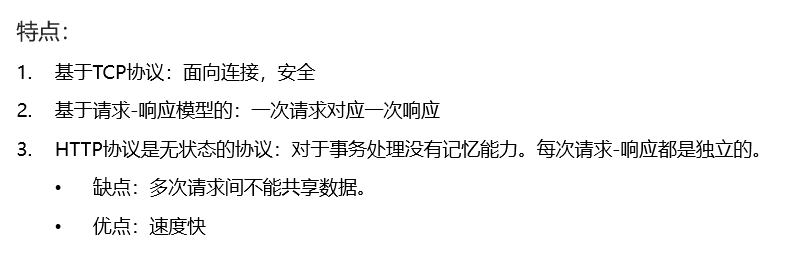 特点：
1. 基于TCP协议：面向连接，安全
2. 基于请求-响应模型的：一次请求对应一次响应
3. HTTP协议是无状态的协议：对于事务处理没有记忆能力。每次请求-响应都是独立的。
• 缺点：多次请求间不能共享数据。
• 优点：速度快